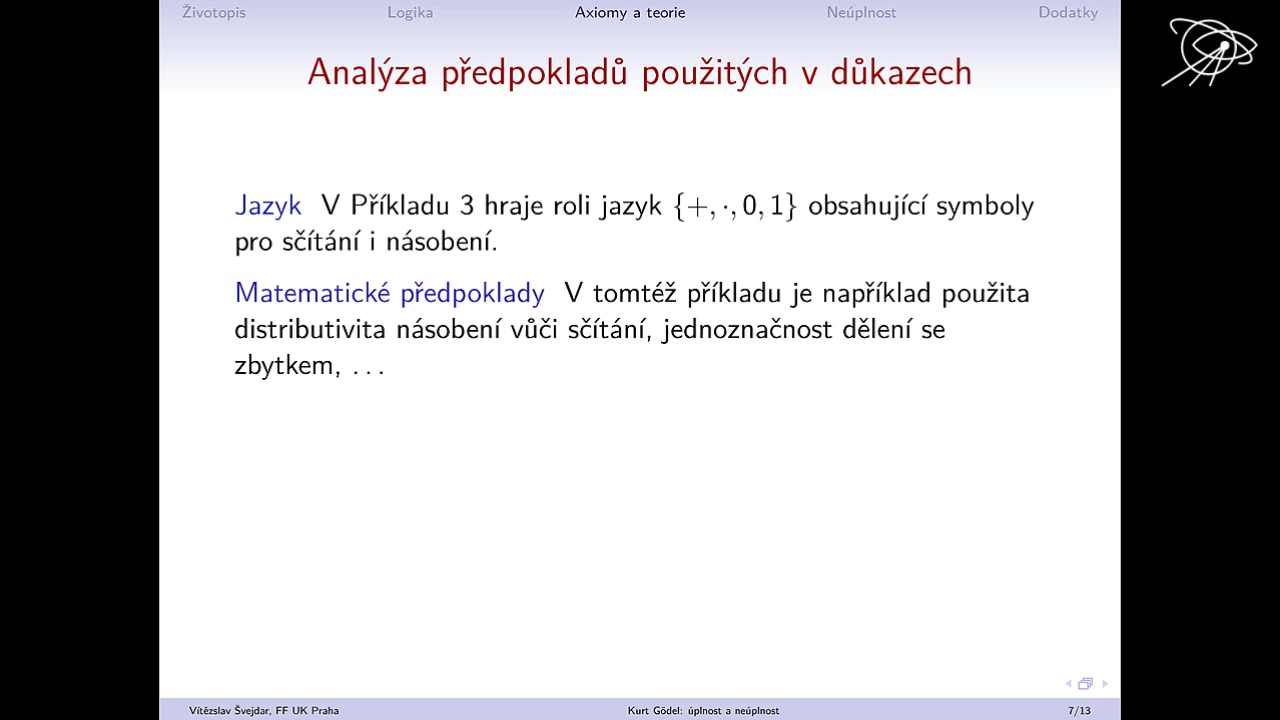 Životopis Logika Axiomy a teorie Neúplnost Dodatky
Analýza předpokladů použitých v důkazech
Jazyk V Příkladu 3 hraje roli jazyk {+, ·, 0, 1} obsahující symboly
pro sčítání i násobení.
Matematické předpoklady V tomtéž příkladu je například použita
distributivita násobení vůči sčítání, jednoznačnost dělení se
zbytkem, . . .
Vítězslav Švejdar, FF UK Praha Kurt Gödel: úplnost a neúplnost 7/13